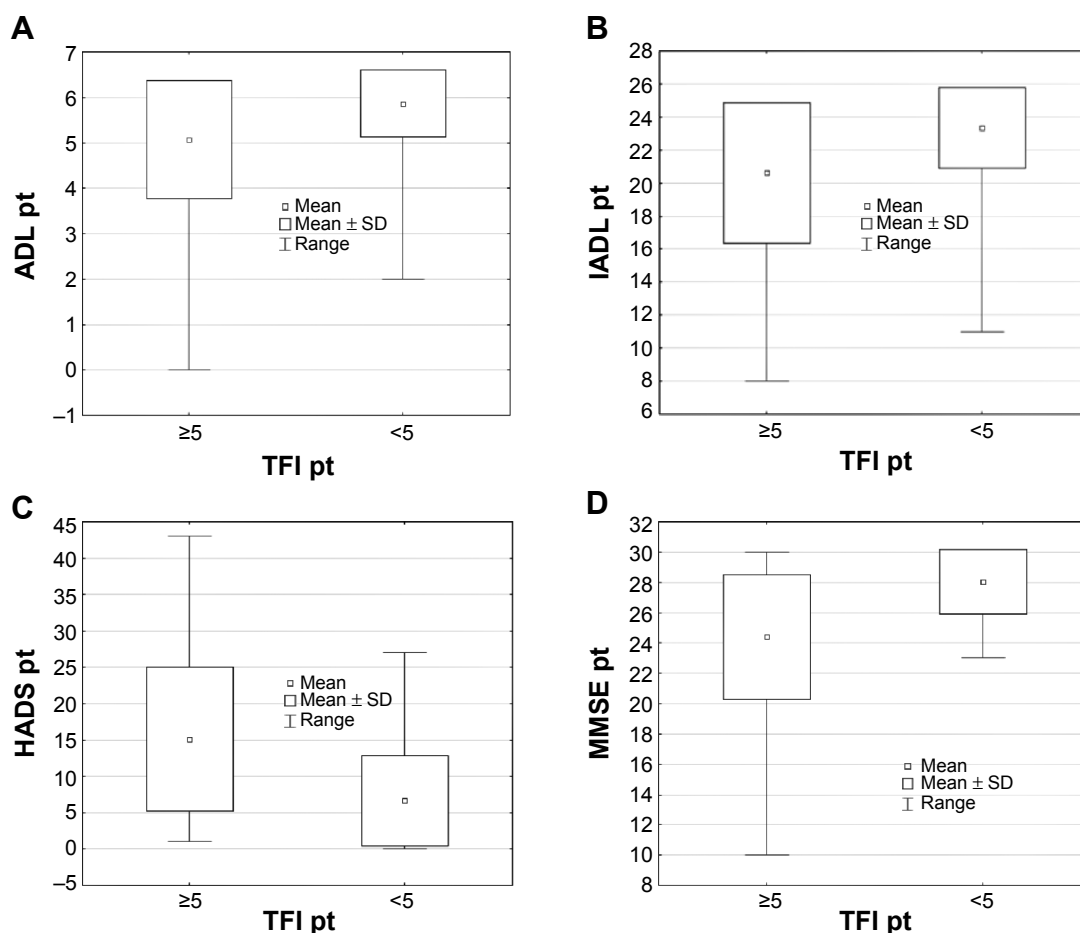 A
7
6
5
4
3
2
1
0
–1
ADL pt
Mean
Mean ± SD
Range
≥5
<5
TFI pt
B
28
26
24
22
20
18
16
14
12
10
8
6
IADL pt
Mean
Mean ± SD
Range
≥5
<5
TFI pt
C
45
40
35
30
25
20
15
10
5
0
–5
HADS pt
Mean
Mean ± SD
Range
≥5
<5
TFI pt
D
32
30
28
26
24
22
20
18
16
14
12
10
8
MMSE pt
Mean
Mean ± SD
Range
≥5
<5
TFI pt